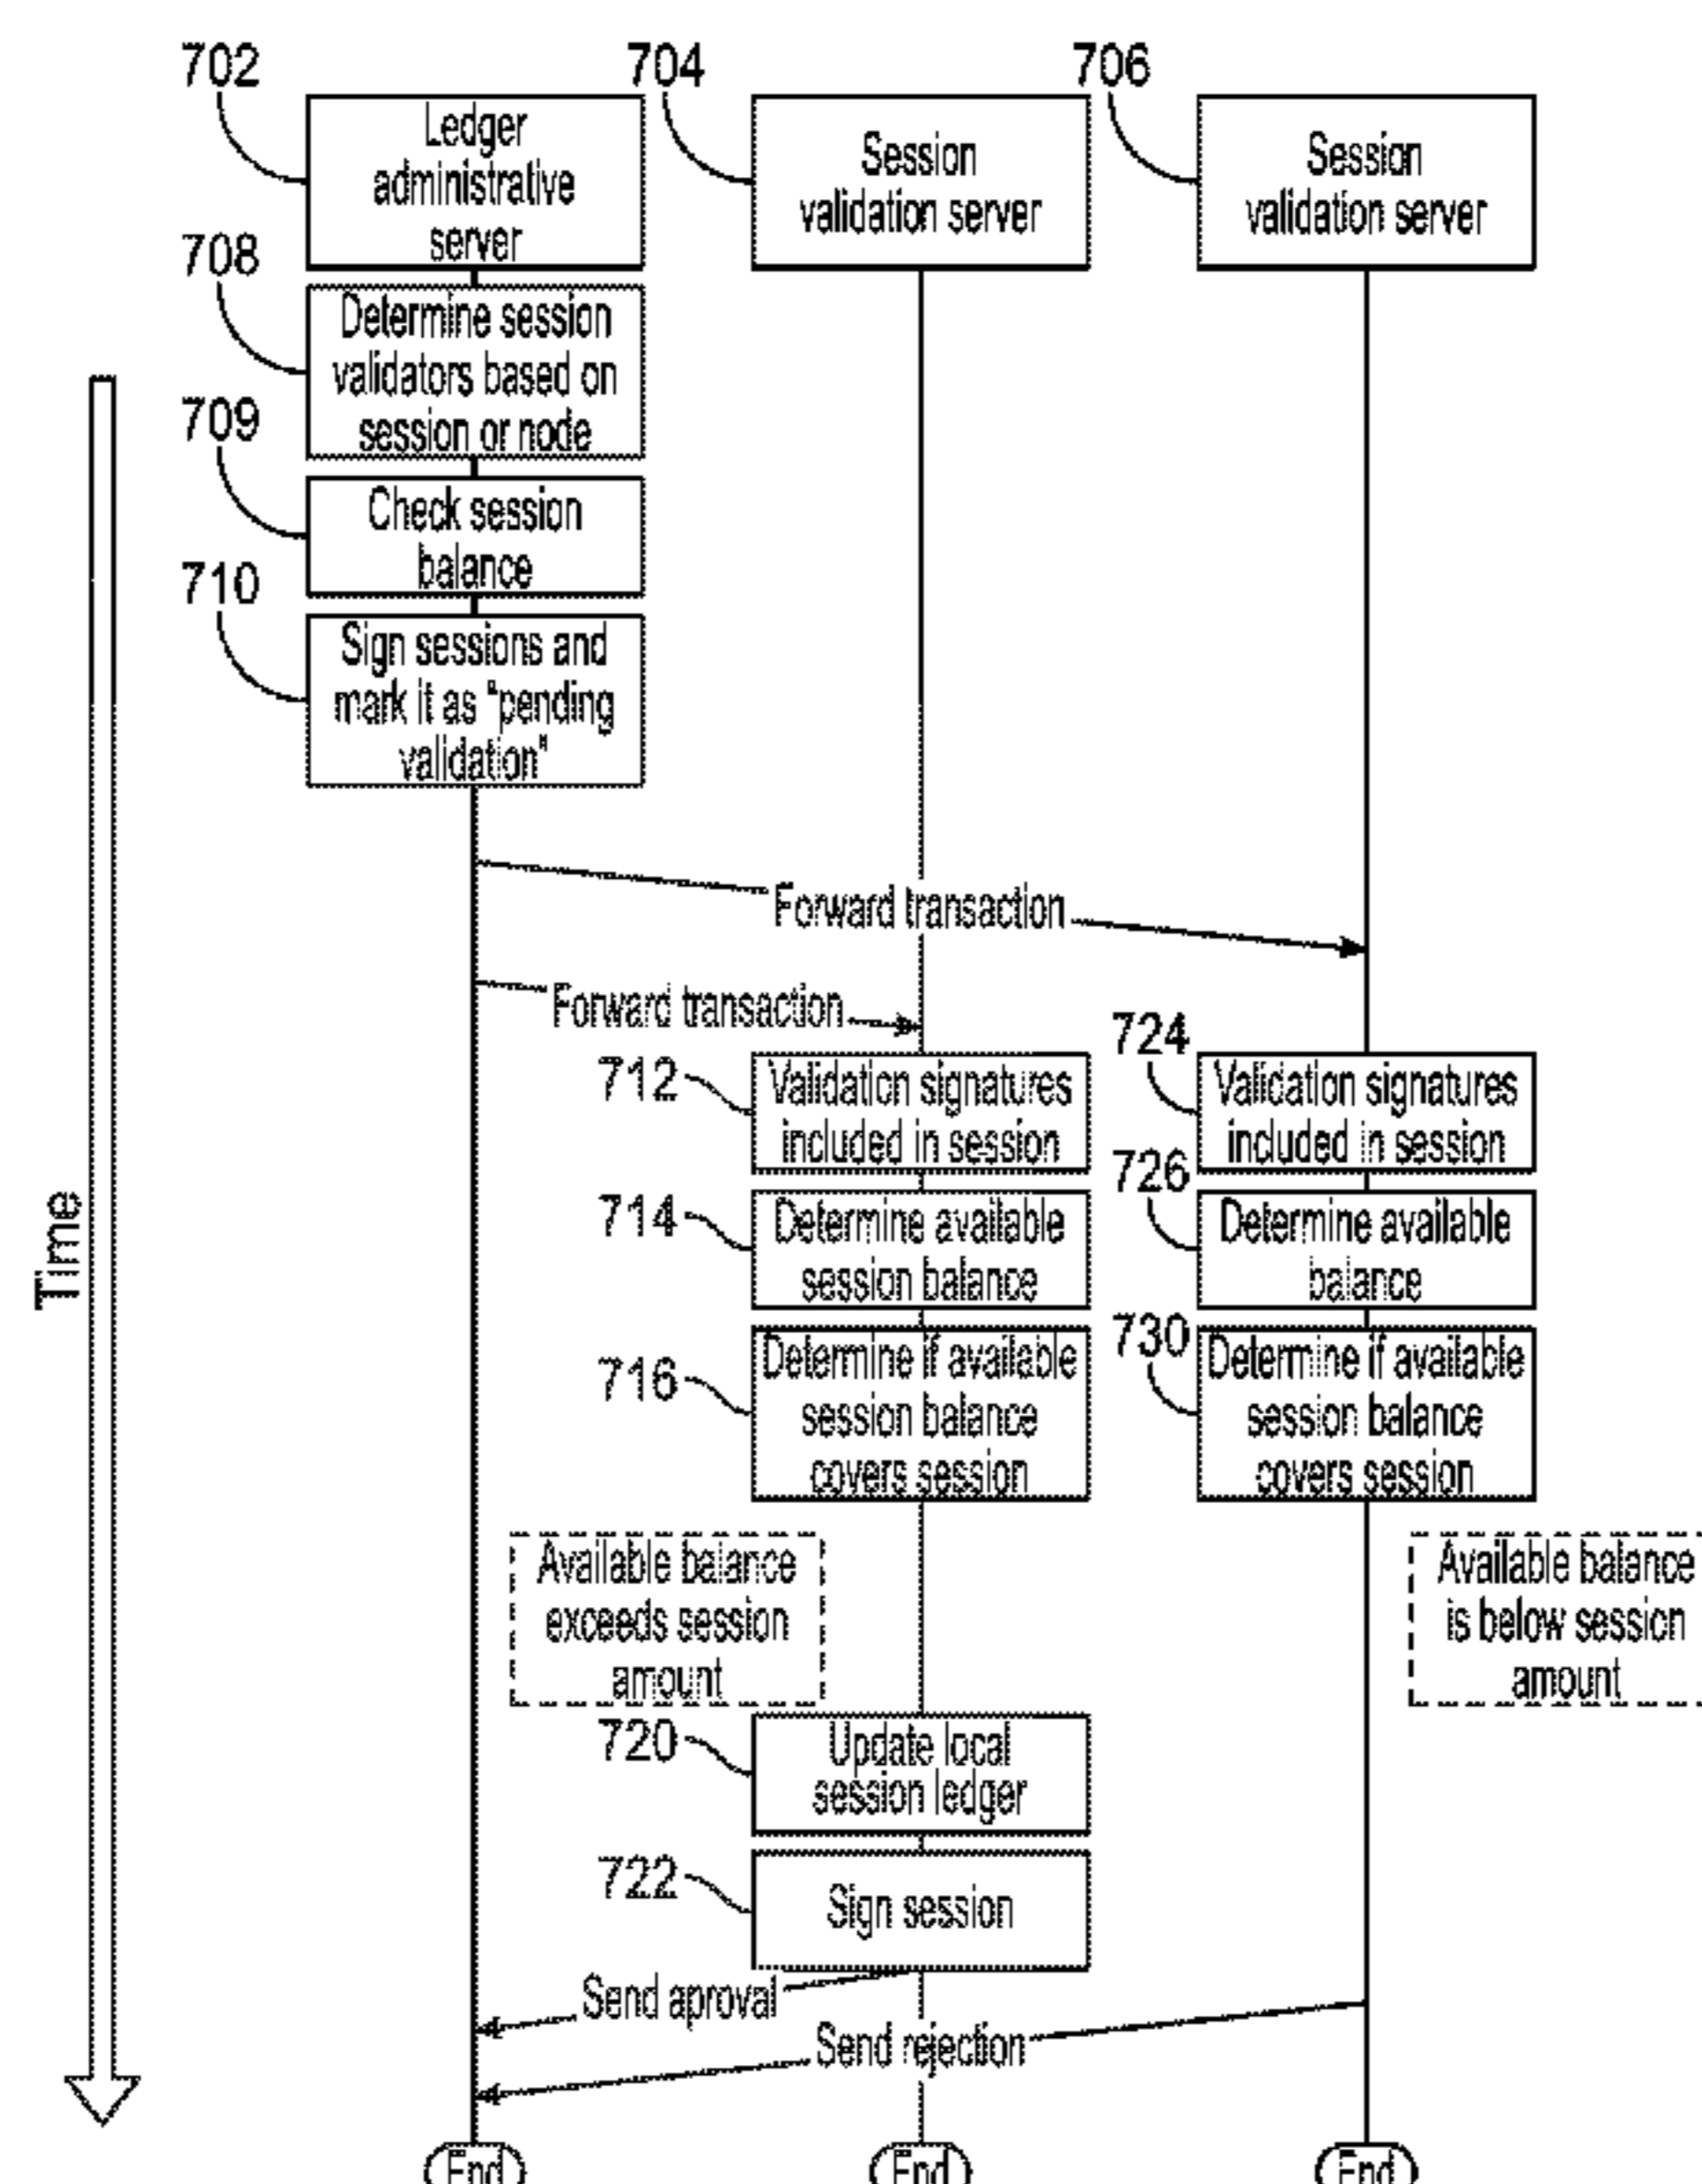 702
704
706
Ledger
administrative
server
Session
validation server
Session
validation server
708
Determine session
validators based on
session or node
709
Check session
balance
710
Sign sessions and
mark it as "pending
validation"
Forward transaction
Forward transaction
712
Validation signatures
included in session
724
Validation signatures
included in session
714
Determine available
session balance
726
Determine available
balance
716
Determine if available
session balance
covers session
730
Determine if available
session balance
covers session
Time
Available balance
exceeds session
amount
Available balance
is below session
amount
720
Update local
session ledger
722
Sign session
Send aproval
Send rejection
End
End
End